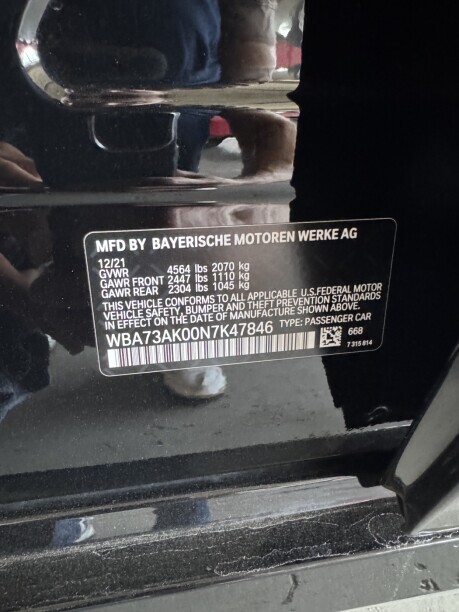 MFD BY BAYERISCHE MOTOREN WERKE AG
12/21
GVWR 4564 lbs 2070 kg
GAWR FRONT 2447 lbs 1110 kg
GAWR REAR 2304 lbs 1045 kg
THIS VEHICLE CONFORMS TO ALL APPLICABLE U.S.FEDERAL MOTOR
VEHICLE SAFETY, BUMPER AND THEFT PREVENTION STANDARDS
IN EFFECT ON THE DATE OF MANUFACTURE SHOWN ABOVE.
WBA73AK00N7K47846 TYPE: PASSENGER CAR
668
7 315 814